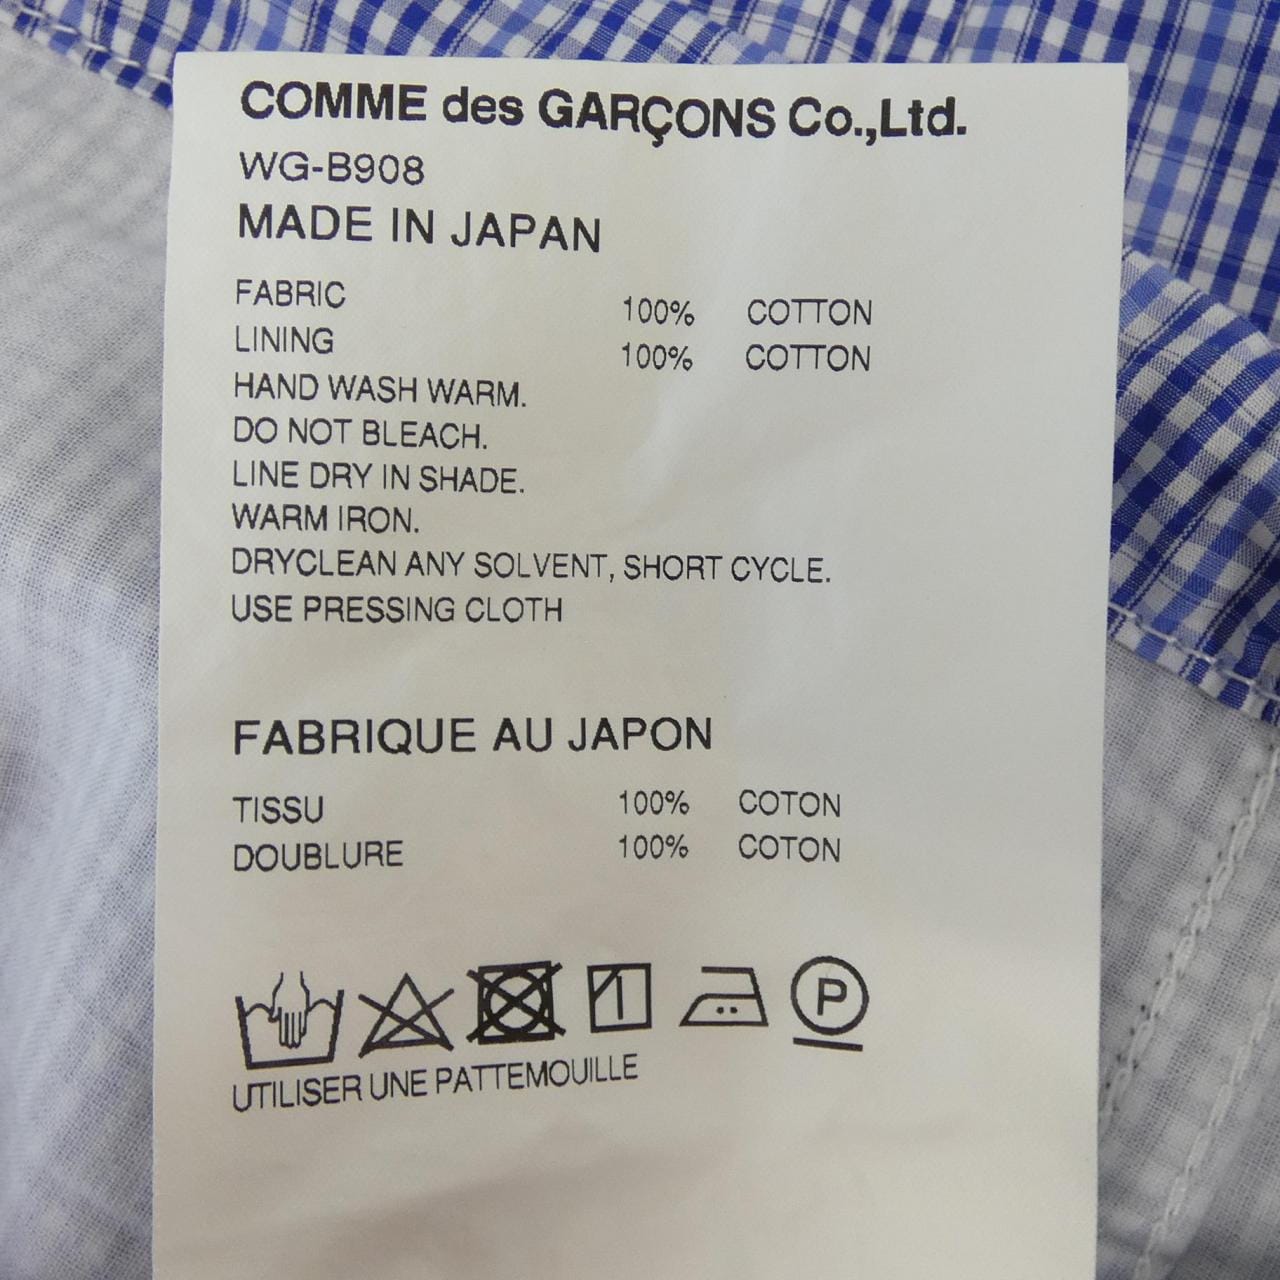 COMME des GARÇONS Co.,Ltd.
WG-B908
MADE IN JAPAN
FABRIC 100% COTTON
LINING 100% COTTON
HAND WASH WARM.
DO NOT BLEACH.
LINE DRY IN SHADE.
WARM IRON.
DRYCLEAN ANY SOLVENT, SHORT CYCLE.
USE PRESSING CLOTH
FABRIQUE AU JAPON
TISSU 100% COTON
DOUBLURE 100% COTON
P
UTILISER UNE PATTEMOUILLE